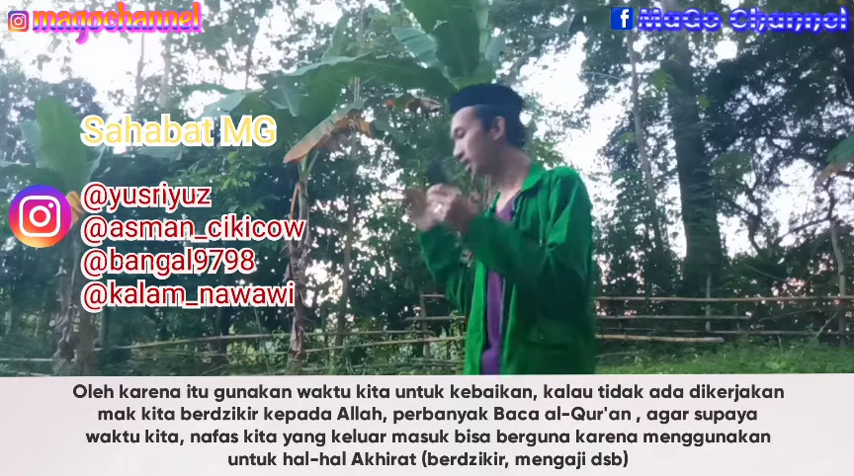 magochannel
MaGo Channel
Sahabat MG
@yusriyuz
@asman_cikicow
@bangal9798
@kalam_nawawi
Oleh karena itu gunakan waktu kita untuk kebaikan, kalau tidak ada dikerjakan
mak kita berdzikir kepada Allah, perbanyak Baca al-Qur'an , agar supaya
waktu kita, nafas kita yang keluar masuk bisa berguna karena menggunakan
untuk hal-hal Akhirat (berdzikir, mengaji dsb)